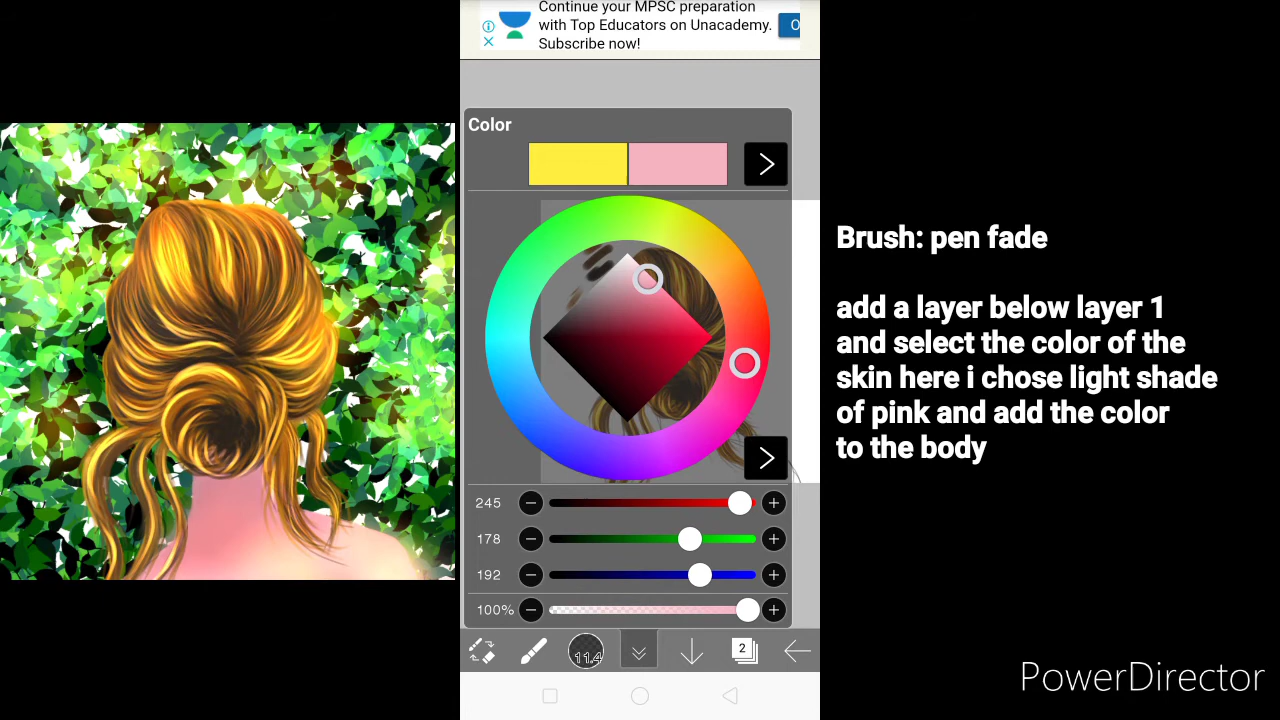 Continue your MPSC preparation
with Top Educators on Unacademy.
Subscribe now!
Color
Brush: pen fade
add a layer below layer 1
and select the color of the
skin here i chose light shade
of pink and add the color
to the body
245
178
192
100%
11.4
2
PowerDirector